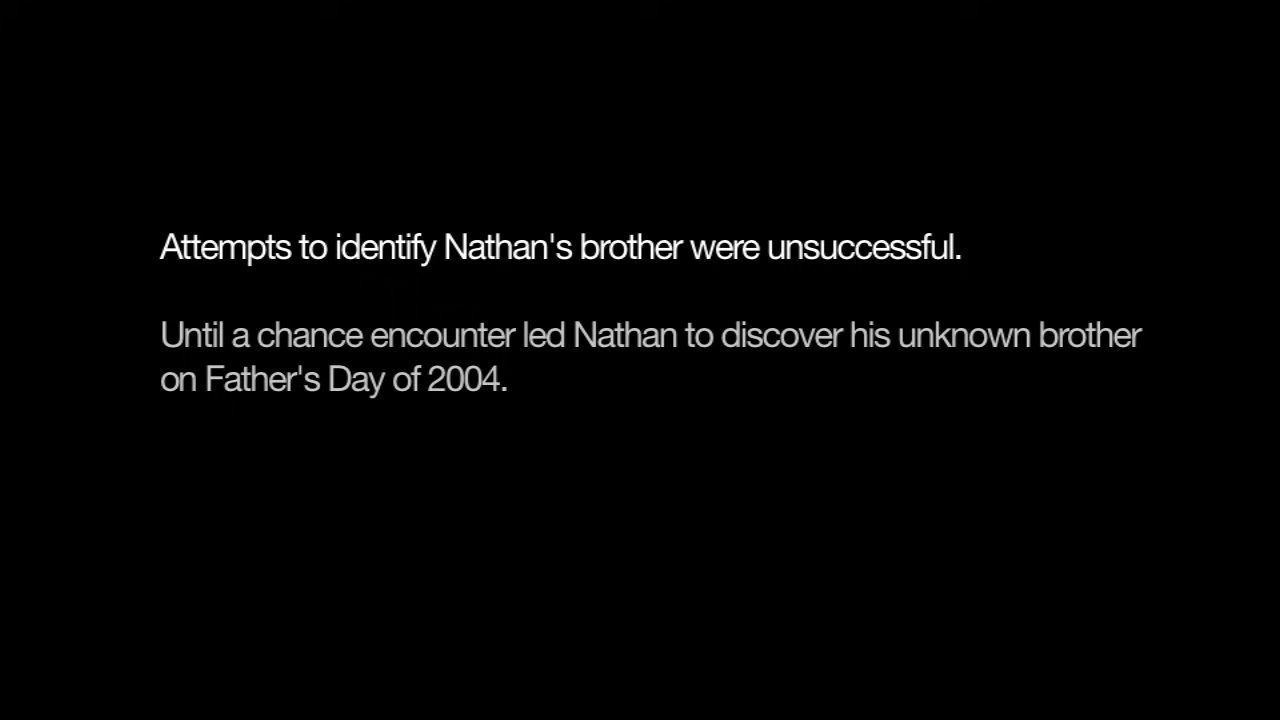 Attempts to identify Nathan's brother were unsuccessful.
Until a chance encounter led Nathan to discover his unknown brother
on Father's Day of 2004.